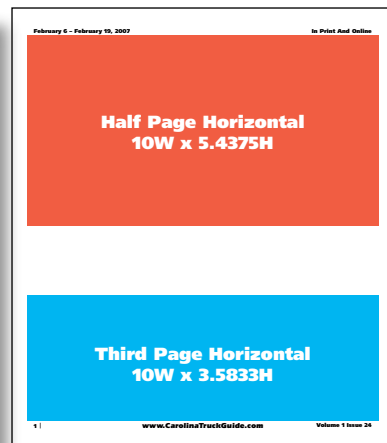 February 6 – February 19, 2007 In Print And Online
Half Page Horizontal
10W x 5.4375H
Third Page Horizontal
10W x 3.5833H
1 | www.CarolinaTruckGuide.com Volume 1 Issue 24